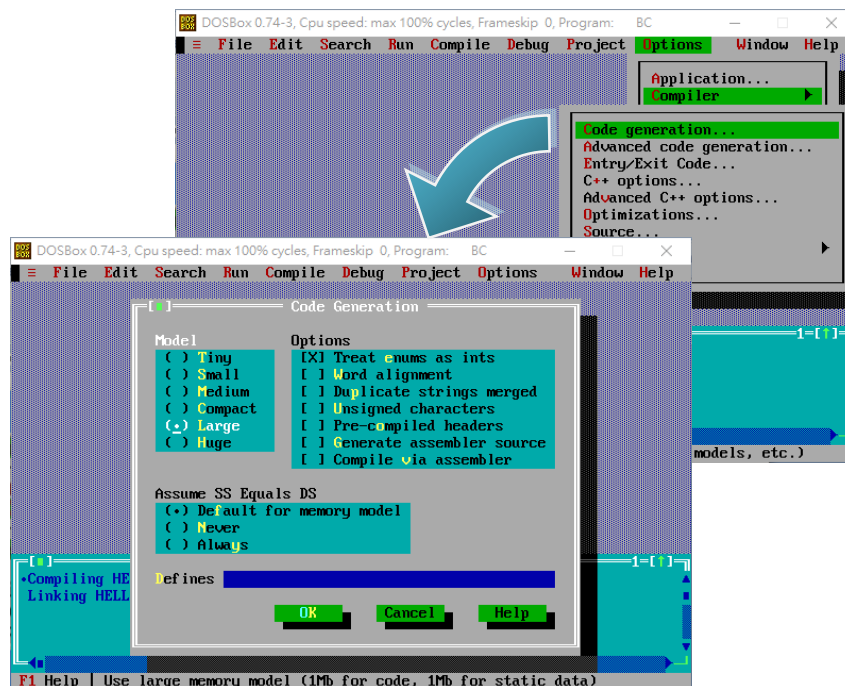 DOSBox 0.74-3, Cpu speed: max 100% cycles, Frameskip 0, Program: BC
≡ File Edit Search Run Compile Debug Project Options Window Help
Application...
Compiler
Code generation...
Advanced code generation...
Entry/Exit Code...
C++ options...
Advanced C++ options...
Optimizations...
Source...
1=[↑]=
models, etc.)
DOSBox 0.74-3, Cpu speed: max 100% cycles, Frameskip 0, Program: BC
≡ File Edit Search Run Compile Debug Project Options Window Help
Code Generation
Model
( ) Tiny
( ) Small
( ) Medium
( ) Compact
(•) Large
( ) Huge
Options
[X] Treat enums as ints
[ ] Word alignment
[ ] Duplicate strings merged
[ ] Unsigned characters
[ ] Pre-compiled headers
[ ] Generate assembler source
[ ] Compile via assembler
Assume SS Equals DS
(•) Default for memory model
( ) Never
( ) Always
Defines
OK Cancel Help
1=[↑]
•Compiling HE
Linking HELL
F1 Help | Use large memory model (1Mb for code, 1Mb for static data)